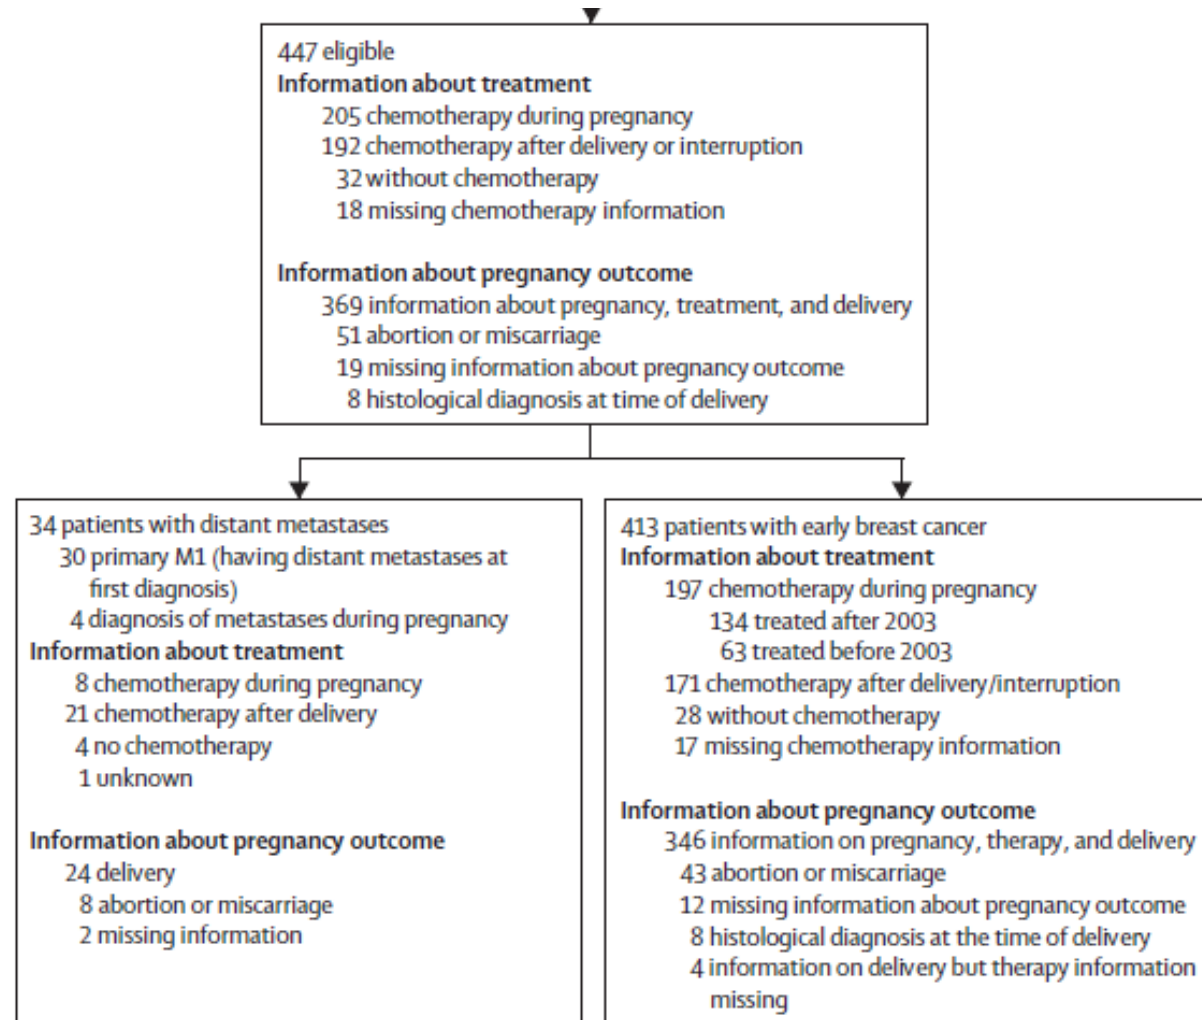 447 eligible
Information about treatment
205 chemotherapy during pregnancy
192 chemotherapy after delivery or interruption
32 without chemotherapy
18 missing chemotherapy information
Information about pregnancy outcome
369 information about pregnancy, treatment, and delivery
51 abortion or miscarriage
19 missing information about pregnancy outcome
8 histological diagnosis at time of delivery
34 patients with distant metastases
30 primary M1 (having distant metastases at
first diagnosis)
4 diagnosis of metastases during pregnancy
Information about treatment
8 chemotherapy during pregnancy
21 chemotherapy after delivery
4 no chemotherapy
1 unknown
Information about pregnancy outcome
24 delivery
8 abortion or miscarriage
2 missing information
413 patients with early breast cancer
Information about treatment
197 chemotherapy during pregnancy
134 treated after 2003
63 treated before 2003
171 chemotherapy after delivery/interruption
28 without chemotherapy
17 missing chemotherapy information
Information about pregnancy outcome
346 information on pregnancy, therapy, and delivery
43 abortion or miscarriage
12 missing information about pregnancy outcome
8 histological diagnosis at the time of delivery
4 information on delivery but therapy information
missing